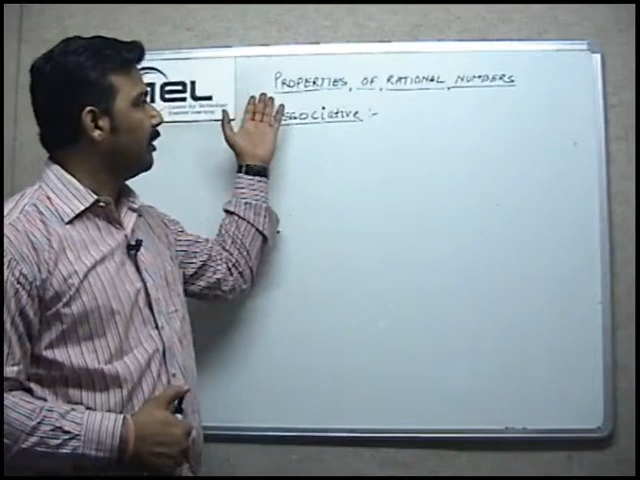 PROPERTIES OF RATIONAL NUMBERS
ssociative :-